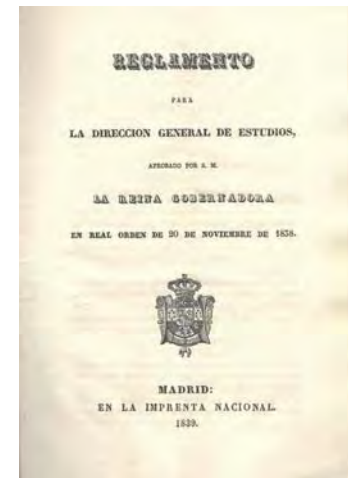 REGLAMENTO
PARA
LA DIRECCION GENERAL DE ESTUDIOS,
APROBADO POR S. M.
LA REINA GOBERNADORA
EN REAL ORDEN DE 20 DE NOVIEMBRE DE 1838.
MADRID:
EN LA IMPRENTA NACIONAL.
1839.